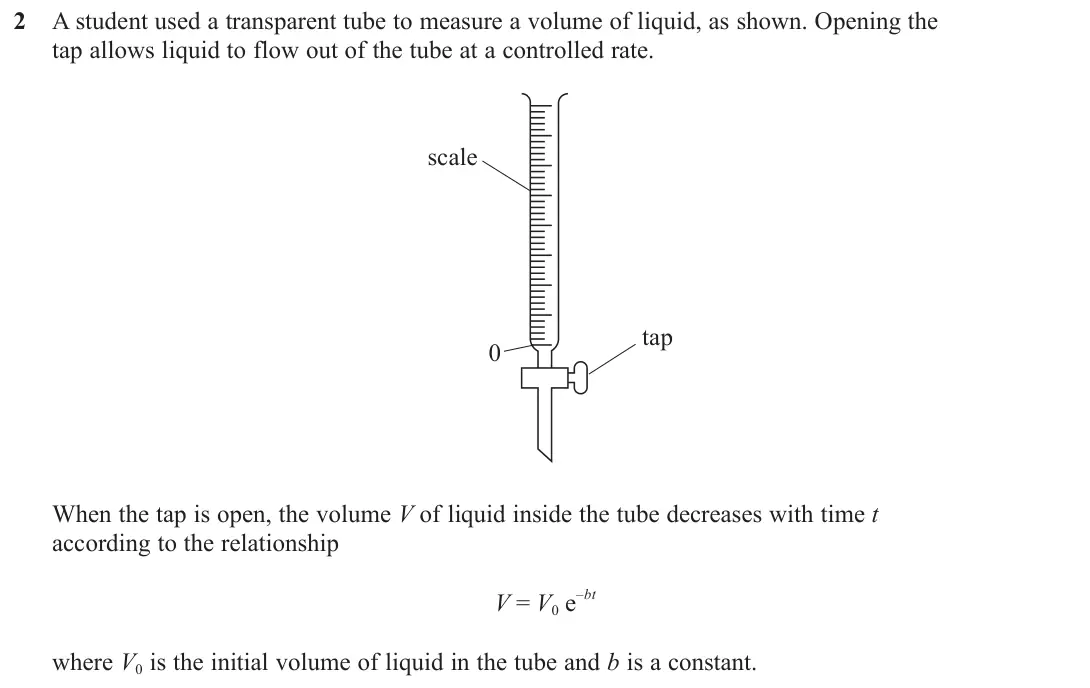 2 A student used a transparent tube to measure a volume of liquid, as shown. Opening the
tap allows liquid to flow out of the tube at a controlled rate.
scale
tap
0
When the tap is open, the volume V of liquid inside the tube decreases with time t
according to the relationship
V = V₀ e⁻ᵇᵗ
where V₀ is the initial volume of liquid in the tube and b is a constant.